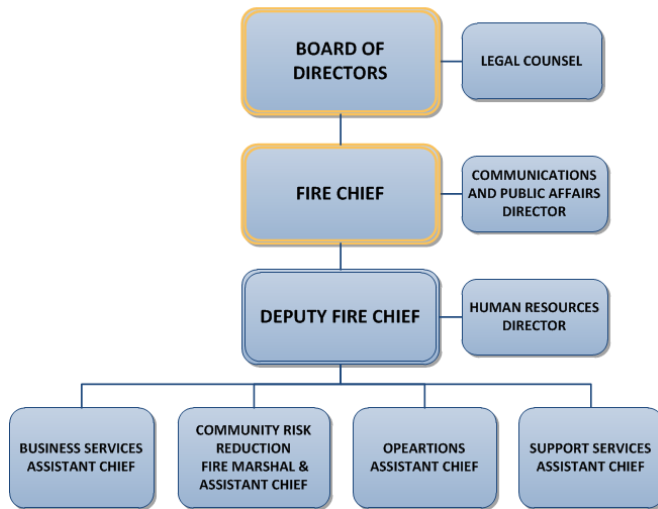 BOARD OF
DIRECTORS
LEGAL COUNSEL
FIRE CHIEF
COMMUNICATIONS
AND PUBLIC AFFAIRS
DIRECTOR
DEPUTY FIRE CHIEF
HUMAN RESOURCES
DIRECTOR
BUSINESS SERVICES
ASSISTANT CHIEF
COMMUNITY RISK
REDUCTION
FIRE MARSHAL &
ASSISTANT CHIEF
OPEARTIONS
ASSISTANT CHIEF
SUPPORT SERVICES
ASSISTANT CHIEF